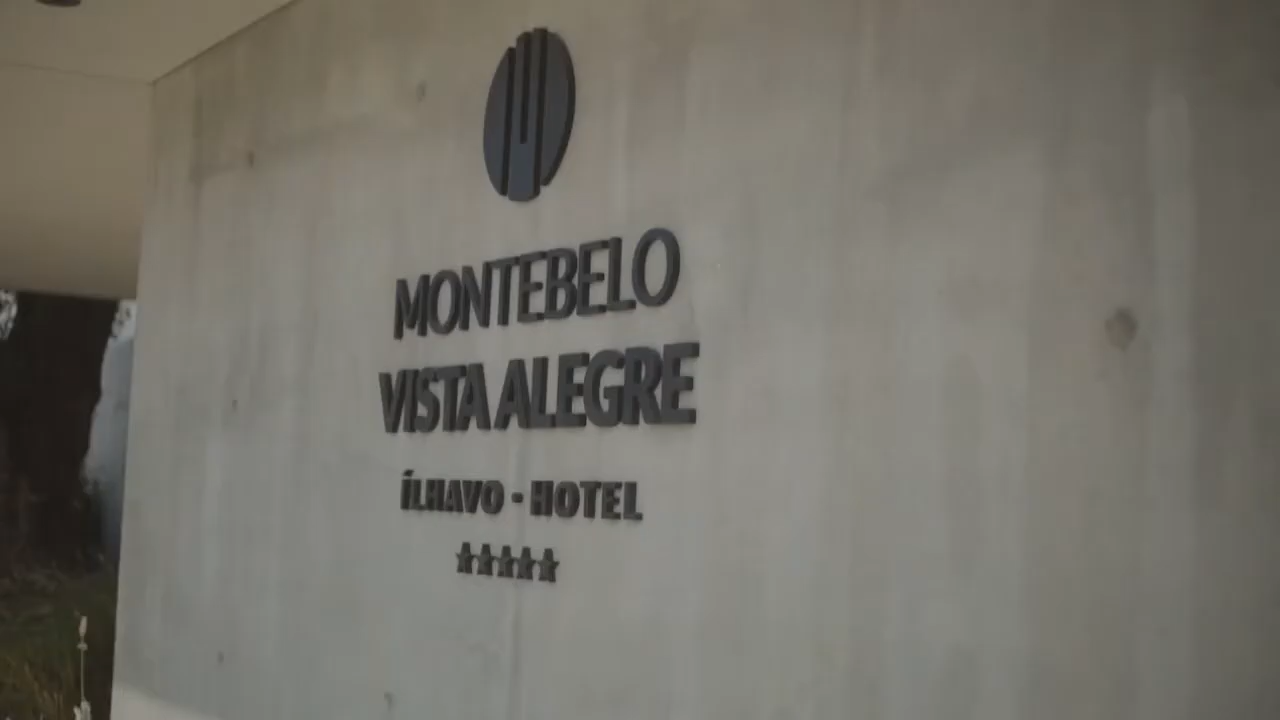 MONTEBELO
VISTA ALEGRE
ÍLHAVO - HOTEL
★★★★★